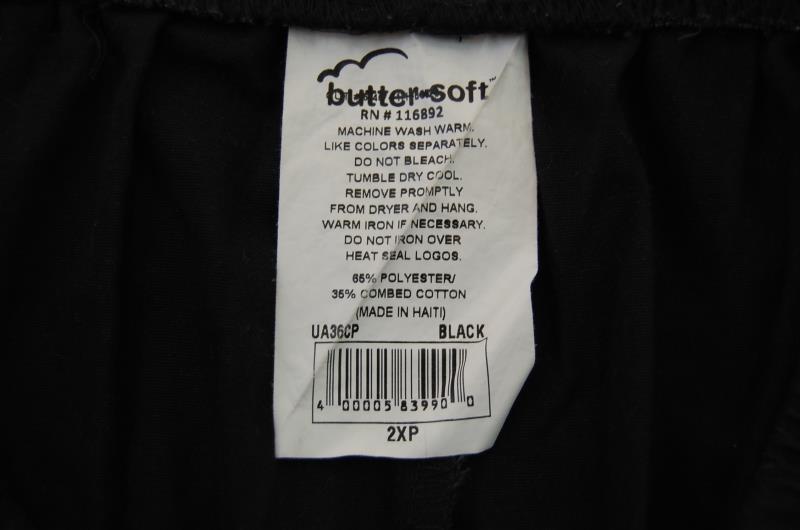 butter-soft™
RN # 116892
MACHINE WASH WARM.
LIKE COLORS SEPARATELY.
DO NOT BLEACH.
TUMBLE DRY COOL.
REMOVE PROMPTLY
FROM DRYER AND HANG.
WARM IRON IF NECESSARY.
DO NOT IRON OVER
HEAT SEAL LOGOS.
65% POLYESTER/
35% COMBED COTTON
(MADE IN HAITI)
UA36CP BLACK
4 00005 83990 0
2XP